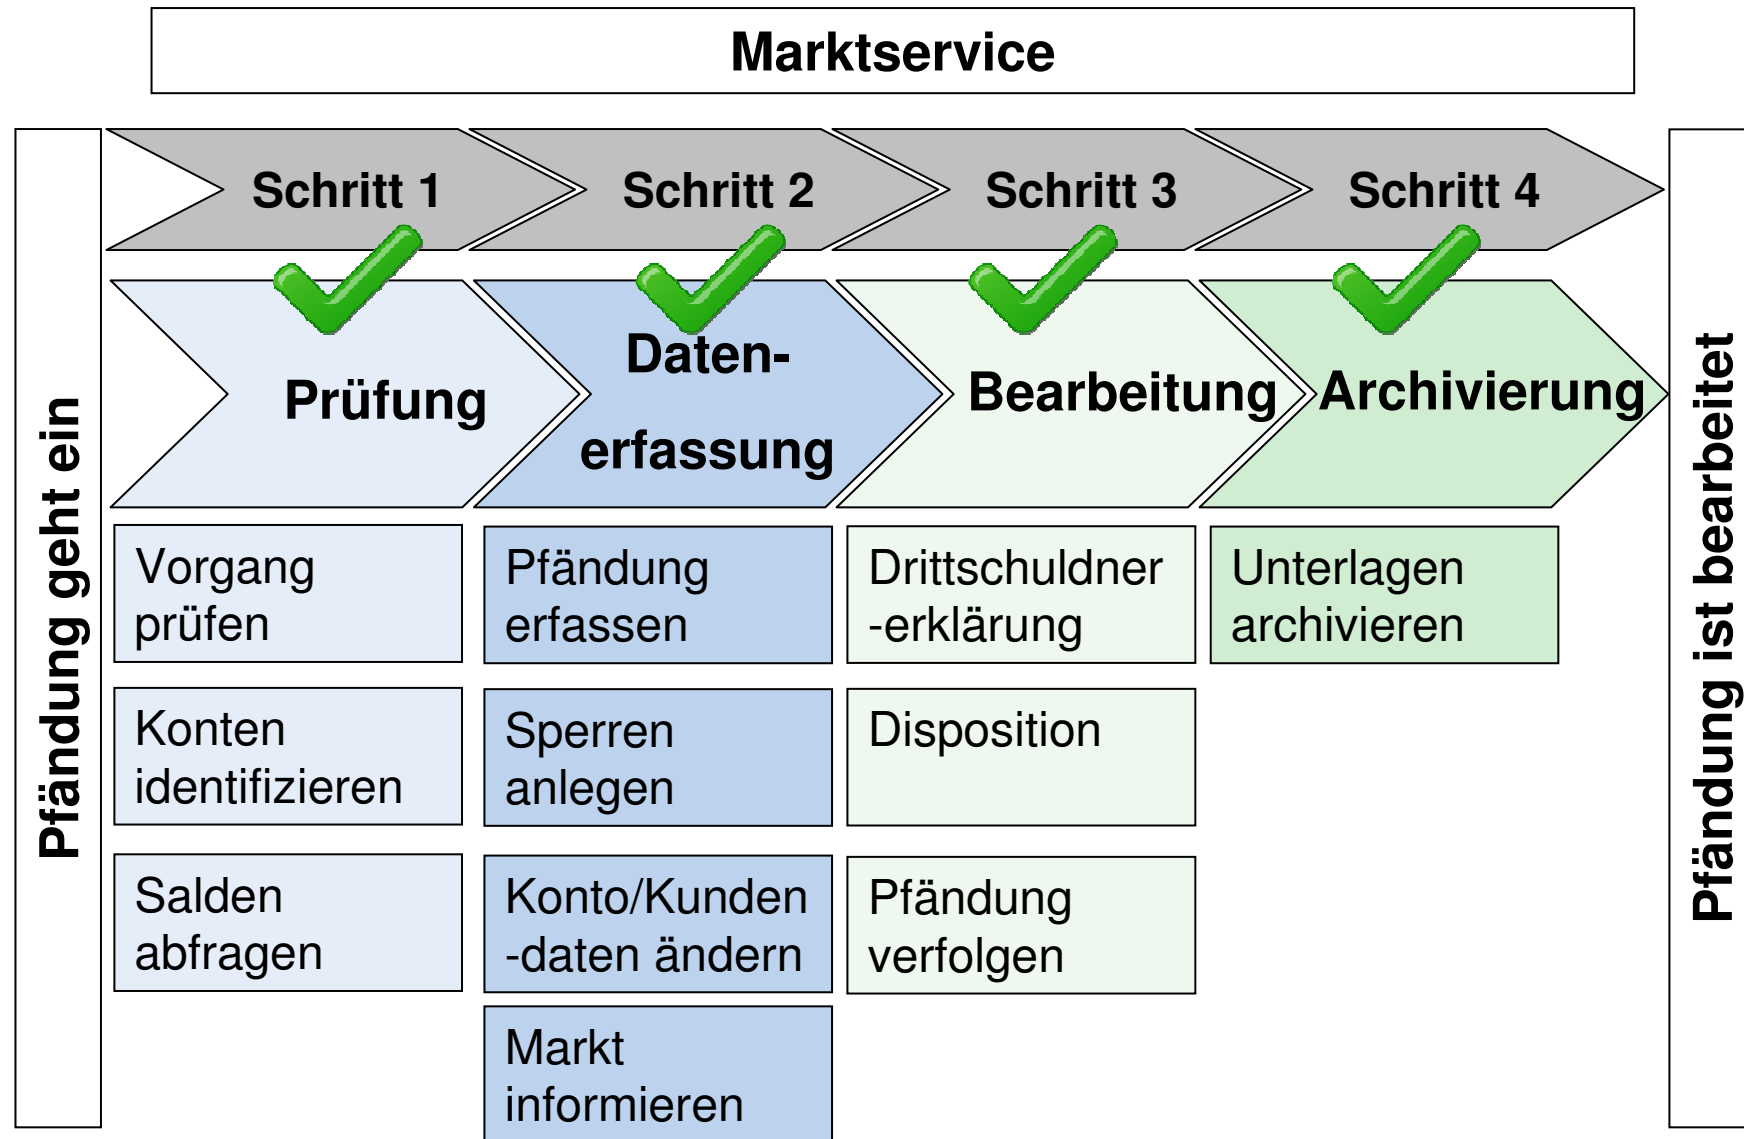 Marktservice
Pfändung geht ein
Schritt 1
Schritt 2
Schritt 3
Schritt 4
Prüfung
Daten-
erfassung
Bearbeitung
Archivierung
Vorgang
prüfen
Konten
identifizieren
Salden
abfragen
Pfändung
erfassen
Sperren
anlegen
Konto/Kunden
-daten ändern
Markt
informieren
Drittschuldner
-erklärung
Disposition
Pfändung
verfolgen
Unterlagen
archivieren
Pfändung ist bearbeitet